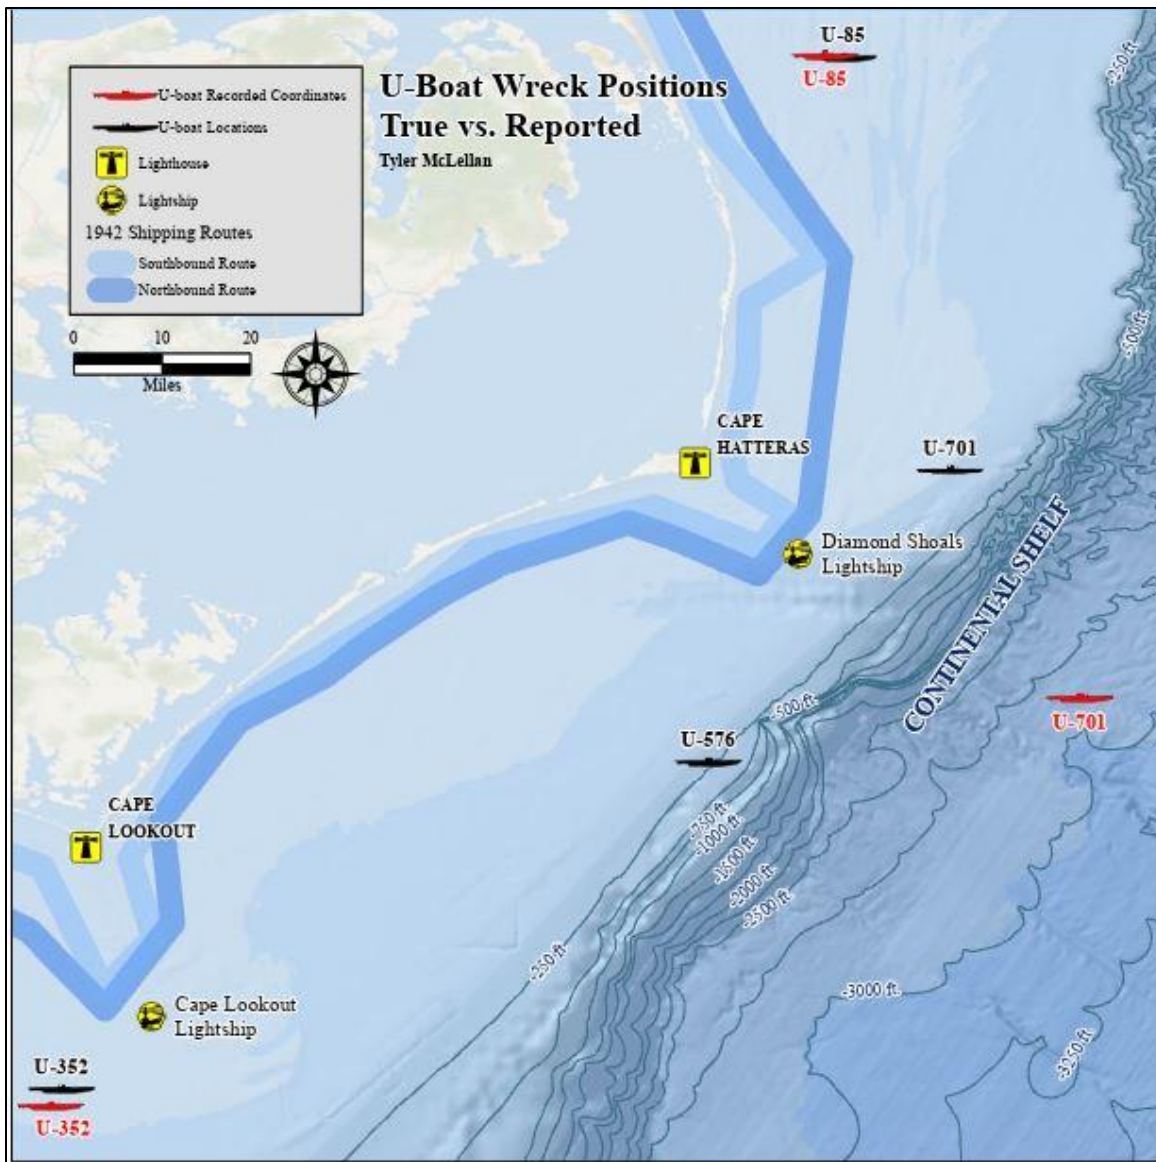 U-Boat Wreck Positions
True vs. Reported
Tyler McLellan
U-boat Recorded Coordinates
U-boat Locations
Lighthouse
Lightship
1942 Shipping Routes
Southbound Route
Northbound Route
0 10 20
Miles
U-85
U-85
-250 ft
-500 ft.
CAPE
HATTERAS
U-701
Diamond Shoals
Lightship
CONTINENTAL SHELF
U-701
-500 ft
U-576
CAPE
LOOKOUT
-750 ft
-1000 ft.
-1500 ft
-2000 ft
-2500 ft.
-250 ft
-3000 ft.
-3250 ft
Cape Lookout
Lightship
U-352
U-352